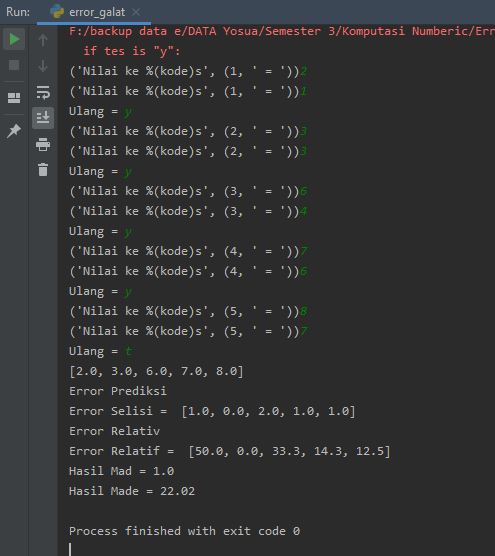 Run: error_galat
F:/backup data e/DATA Yosua/Semester 3/Komputasi Numberic/Err
if tes is "y":
('Nilai ke %(kode)s', (1, ' = '))2
('Nilai ke %(kode)s', (1, ' = '))1
Ulang = y
('Nilai ke %(kode)s', (2, ' = '))3
('Nilai ke %(kode)s', (2, ' = '))3
Ulang = y
('Nilai ke %(kode)s', (3, ' = '))6
('Nilai ke %(kode)s', (3, ' = '))4
Ulang = y
('Nilai ke %(kode)s', (4, ' = '))7
('Nilai ke %(kode)s', (4, ' = '))6
Ulang = y
('Nilai ke %(kode)s', (5, ' = '))8
('Nilai ke %(kode)s', (5, ' = '))7
Ulang = t
[2.0, 3.0, 6.0, 7.0, 8.0]
Error Prediksi
Error Selisi =  [1.0, 0.0, 2.0, 1.0, 1.0]
Error Relativ
Error Relatif =  [50.0, 0.0, 33.3, 14.3, 12.5]
Hasil Mad = 1.0
Hasil Made = 22.02
Process finished with exit code 0